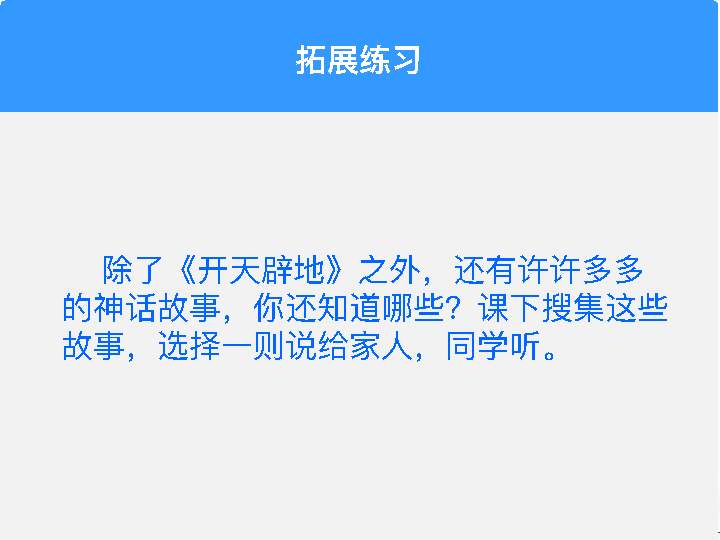 拓展练习
除了《开天辟地》之外，还有许许多多
的神话故事，你还知道哪些？课下搜集这些
故事，选择一则说给家人，同学听。